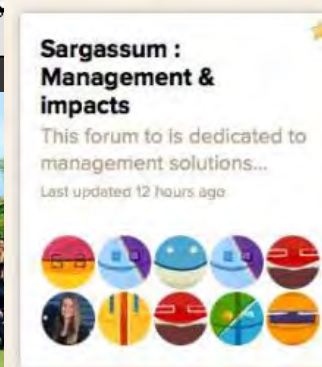 Sargassum :
Management &
impacts
This forum to is dedicated to
management solutions...
Last updated 12 hours ago